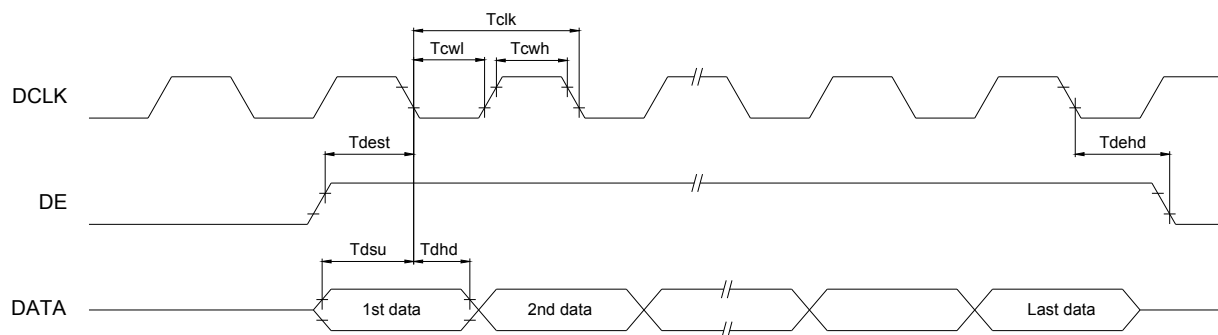 Tclk
Tcwl Tcwh
DCLK
Tdest Tdehd
DE
Tdsu Tdhd
DATA 1st data 2nd data Last data